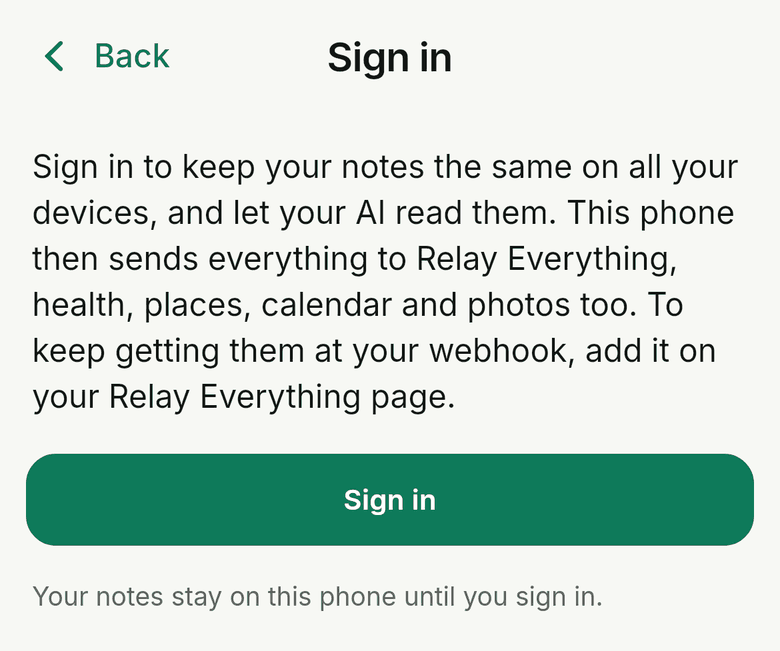 Back
Sign in
Sign in to keep your notes the same on all your
devices, and let your AI read them. This phone
then sends everything to Relay Everything,
health, places, calendar and photos too. To
keep getting them at your webhook, add it on
your Relay Everything page.
Sign in
Your notes stay on this phone until you sign in.